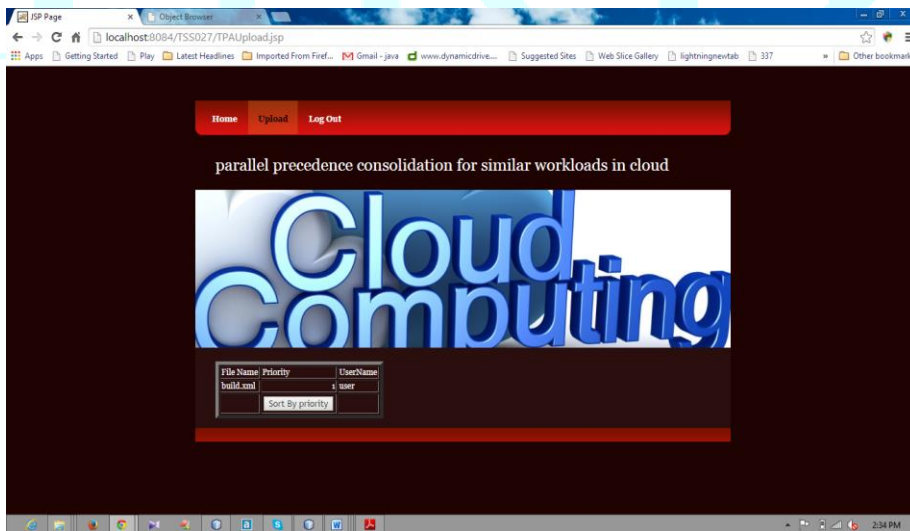 JSP Page
Object Browser
localhost:8084/TSS027/TPAUpload.jsp
Apps Getting Started Play Latest Headlines Imported From Firef... Gmail - java www.dynamicdrive.... Suggested Sites Web Slice Gallery lightningnewtab 337 » Other bookmark
Home Upload Log Out
parallel precedence consolidation for similar workloads in cloud
Cloud
Computing
File Name Priority UserName
build.xml 1 user
Sort By priority
2:34 PM